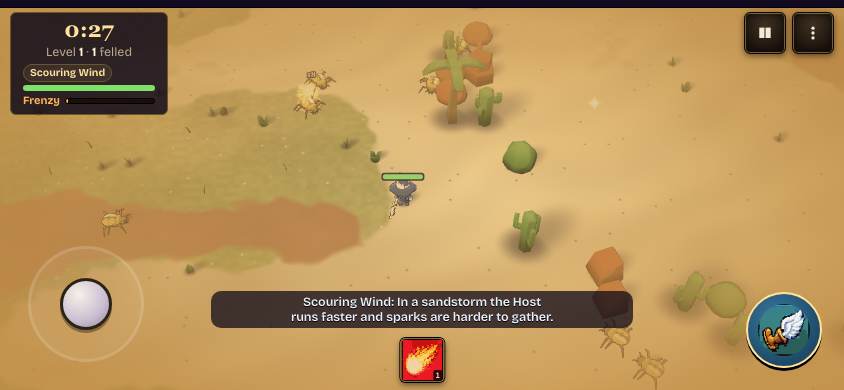 0:27
Level 1 · 1 felled
Scouring Wind
Frenzy
Scouring Wind: In a sandstorm the Host
runs faster and sparks are harder to gather.
1